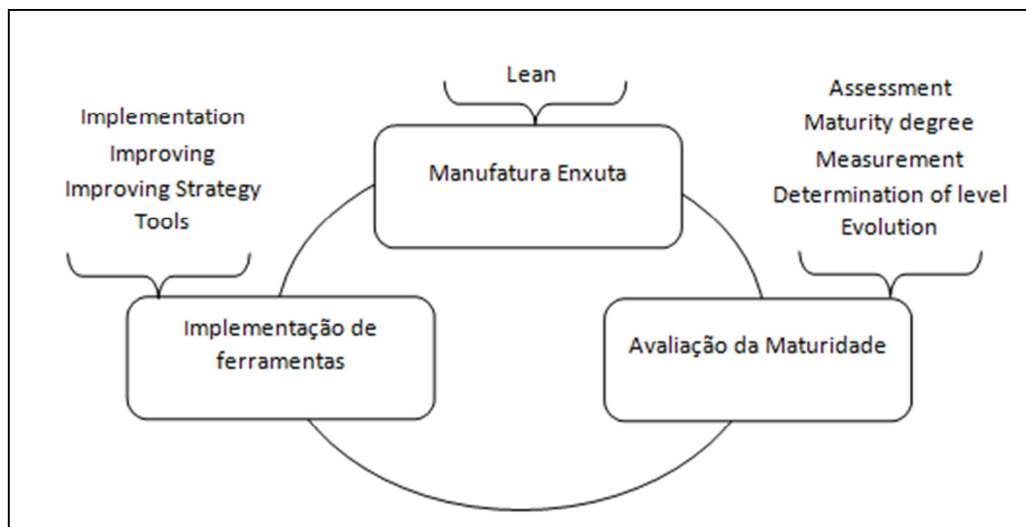 Lean
Manufatura Enxuta
Implementation
Improving
Improving Strategy
Tools
Implementação de
ferramentas
Assessment
Maturity degree
Measurement
Determination of level
Evolution
Avaliação da Maturidade